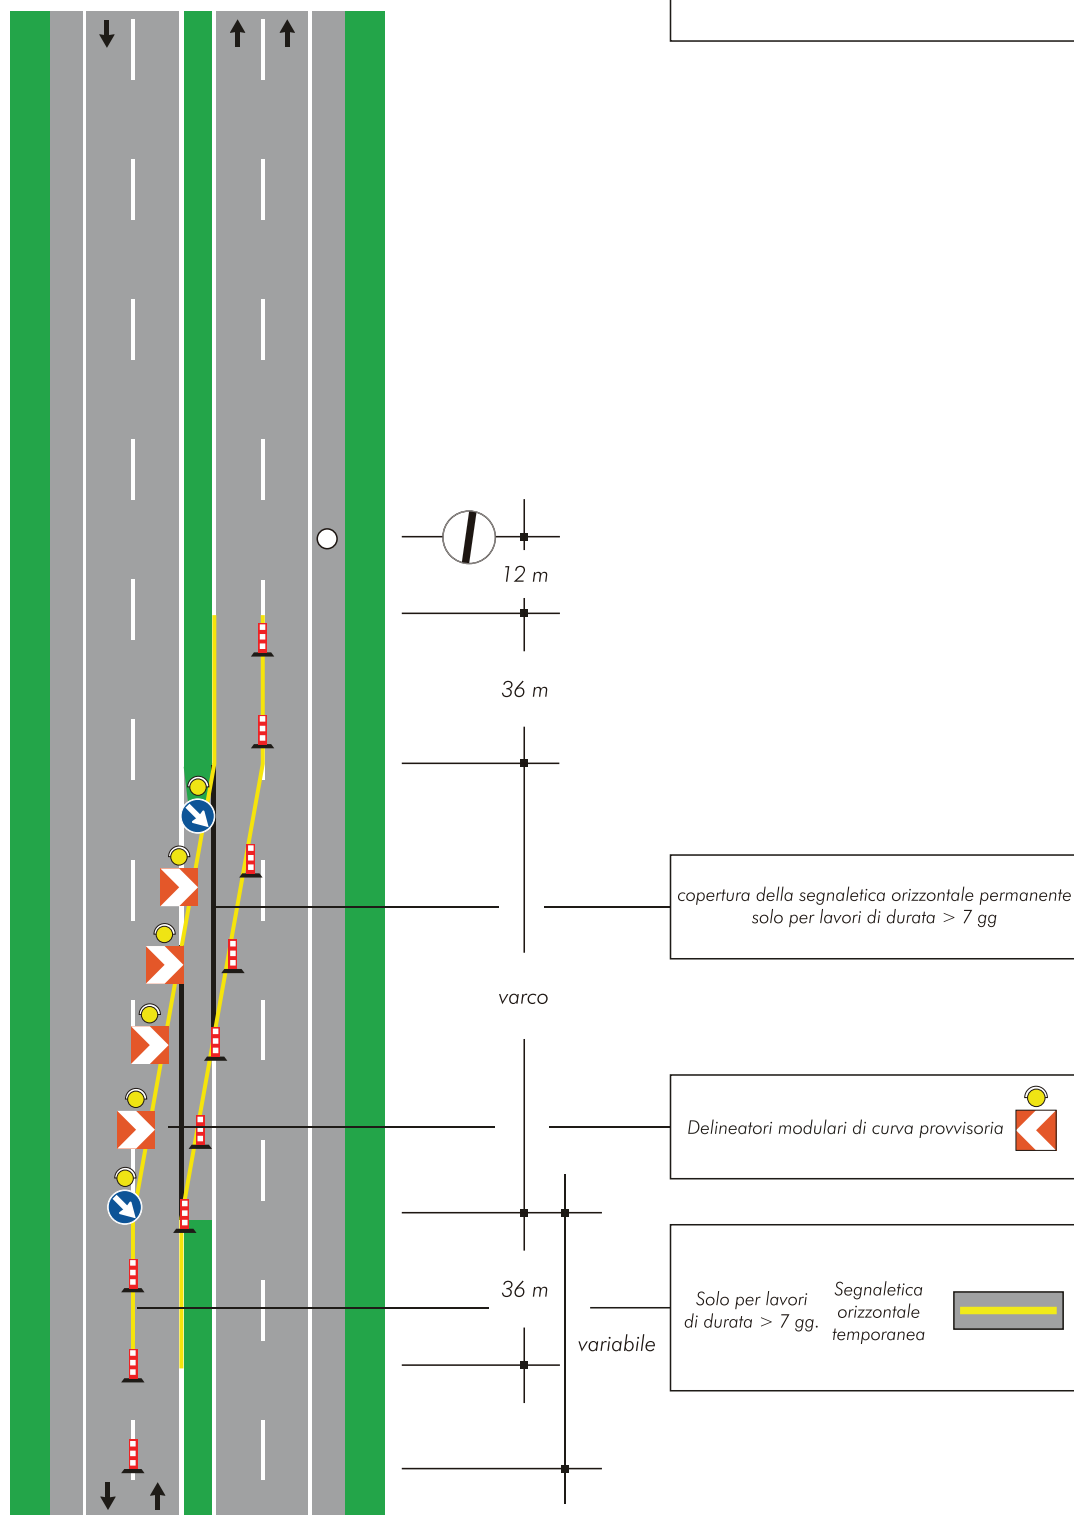 12 m
36 m
copertura della segnaletica orizzontale permanente
solo per lavori di durata > 7 gg
varco
Delineatori modulari di curva provvisoria
36 m
variabile
Solo per lavori
di durata > 7 gg.
Segnaletica
orizzontale
temporanea